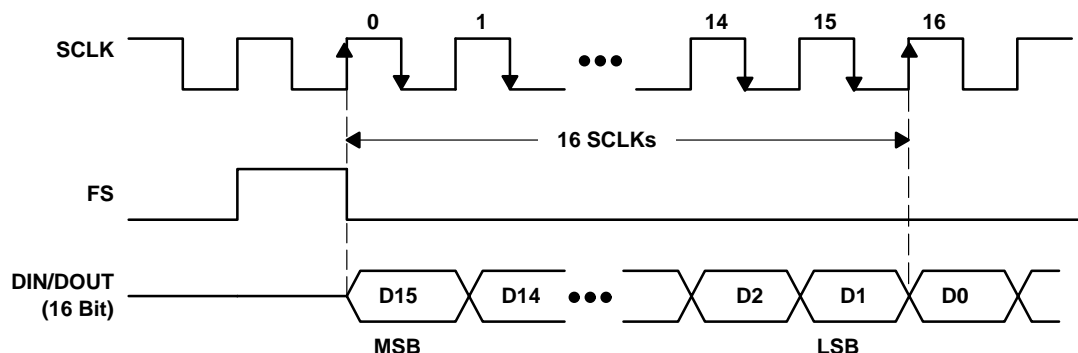 0 1 14 15 16
SCLK
●●●
16 SCLKs
FS
DIN/DOUT
(16 Bit)
D15 D14 ●●● D2 D1 D0
MSB LSB